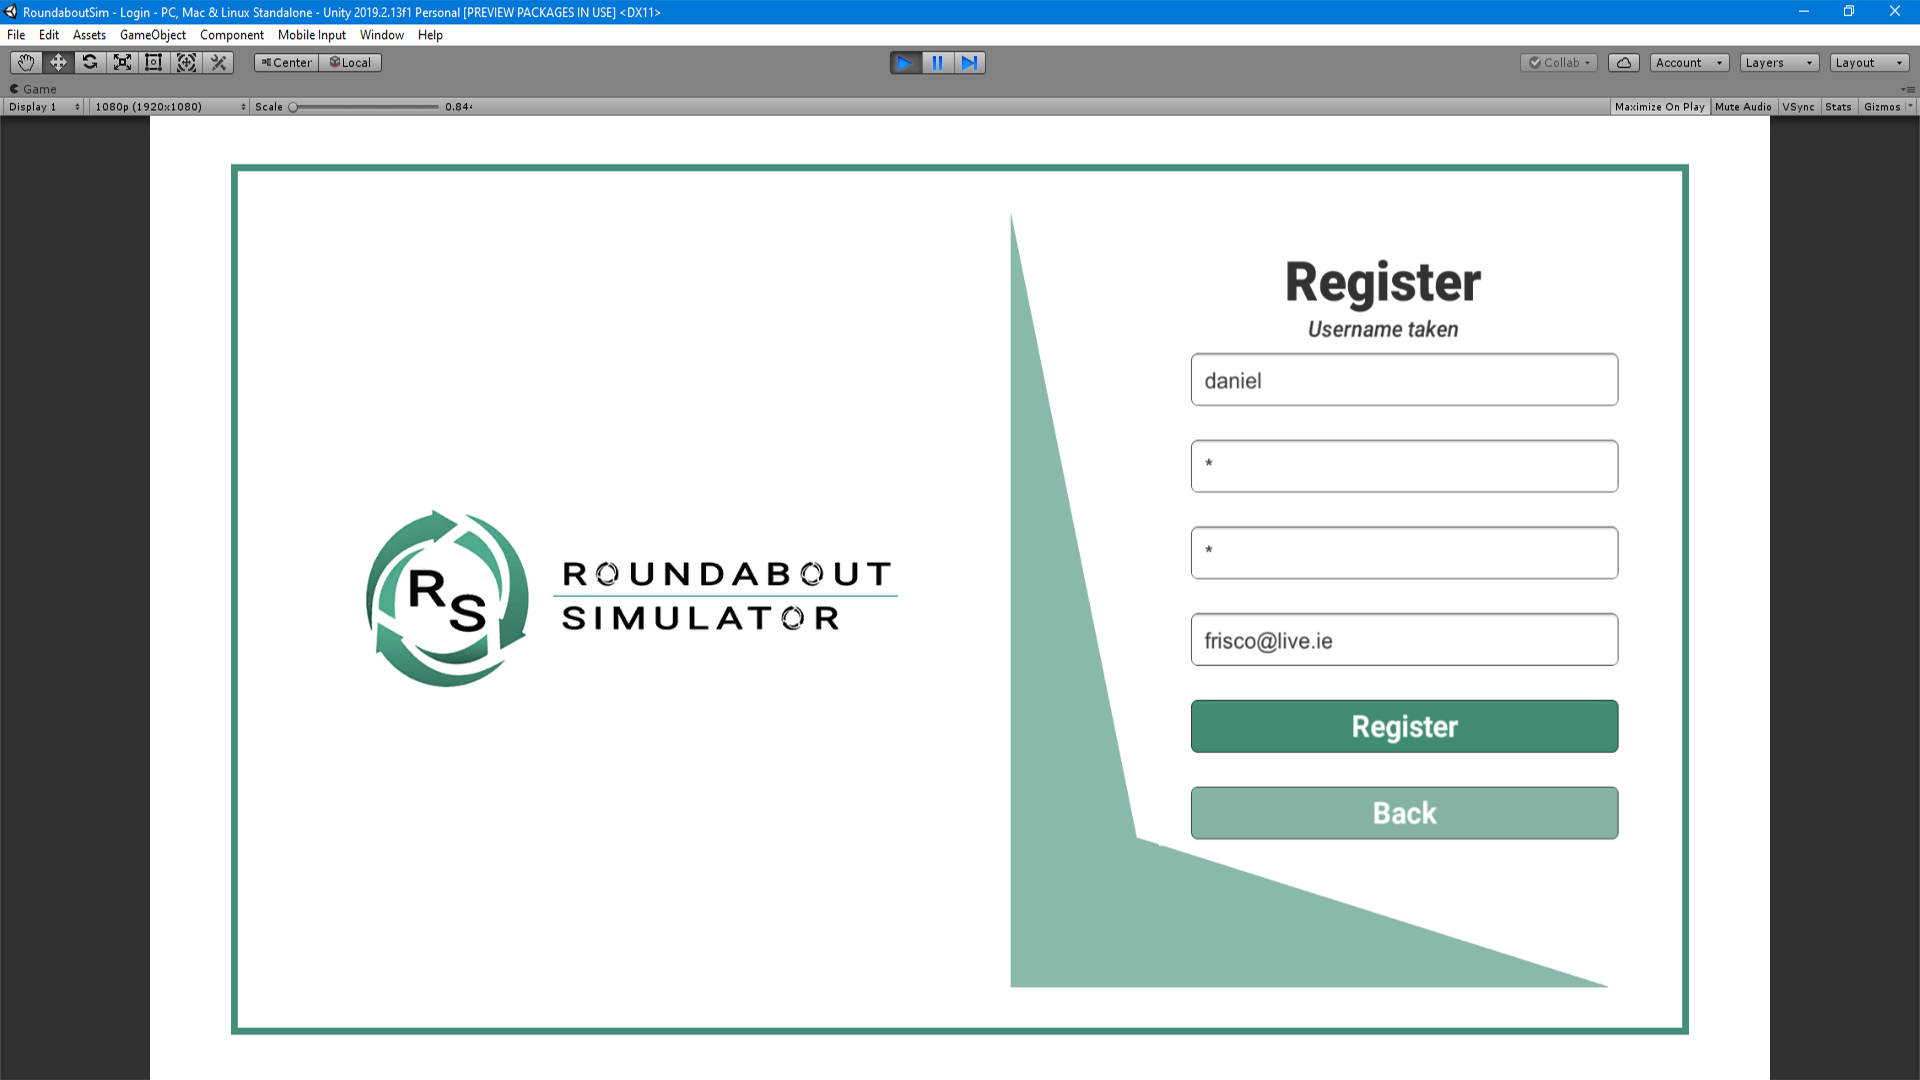 RoundaboutSim - Login - PC, Mac & Linux Standalone - Unity 2019.2.13f1 Personal [PREVIEW PACKAGES IN USE] <DX11>
File Edit Assets GameObject Component Mobile Input Window Help
Center Local Collab Account Layers Layout
Game
Display 1 1080p (1920x1080) Scale 0.84 Maximize On Play Mute Audio VSync Stats Gizmos
Register
Username taken
daniel
*
*
frisco@live.ie
Register
Back
RS
ROUNDABOUT
SIMULATOR